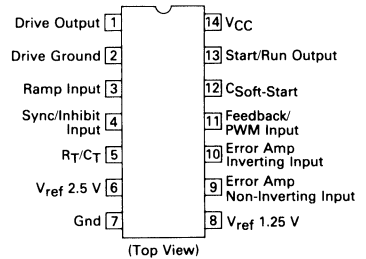 Drive Output 1
14 VCC
Drive Ground 2
13 Start/Run Output
Ramp Input 3
12 CSoft-Start
Sync/Inhibit
Input 4
11 Feedback/
PWM Input
RT/CT 5
10 Error Amp
Inverting Input
Vref 2.5 V 6
9 Error Amp
Non-Inverting Input
Gnd 7
8 Vref 1.25 V
(Top View)